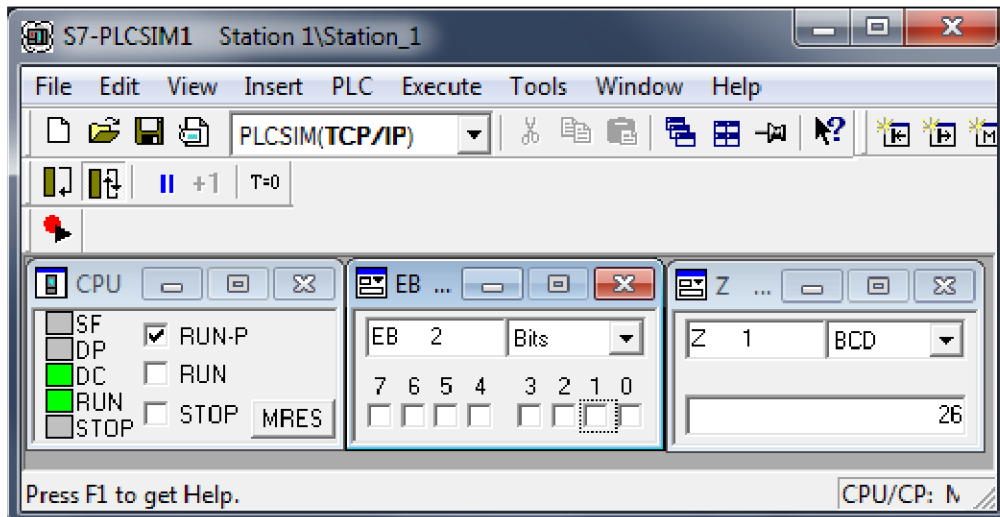 S7-PLCSIM1 Station 1\Station_1
File Edit View Insert PLC Execute Tools Window Help
PLCSIM(TCP/IP)
+1 T=0
CPU
SF
DP
DC
RUN
STOP
RUN-P
RUN
STOP MRES
EB ...
EB 2 Bits
7 6 5 4 3 2 1 0
Z ...
Z 1 BCD
26
Press F1 to get Help. CPU/CP: